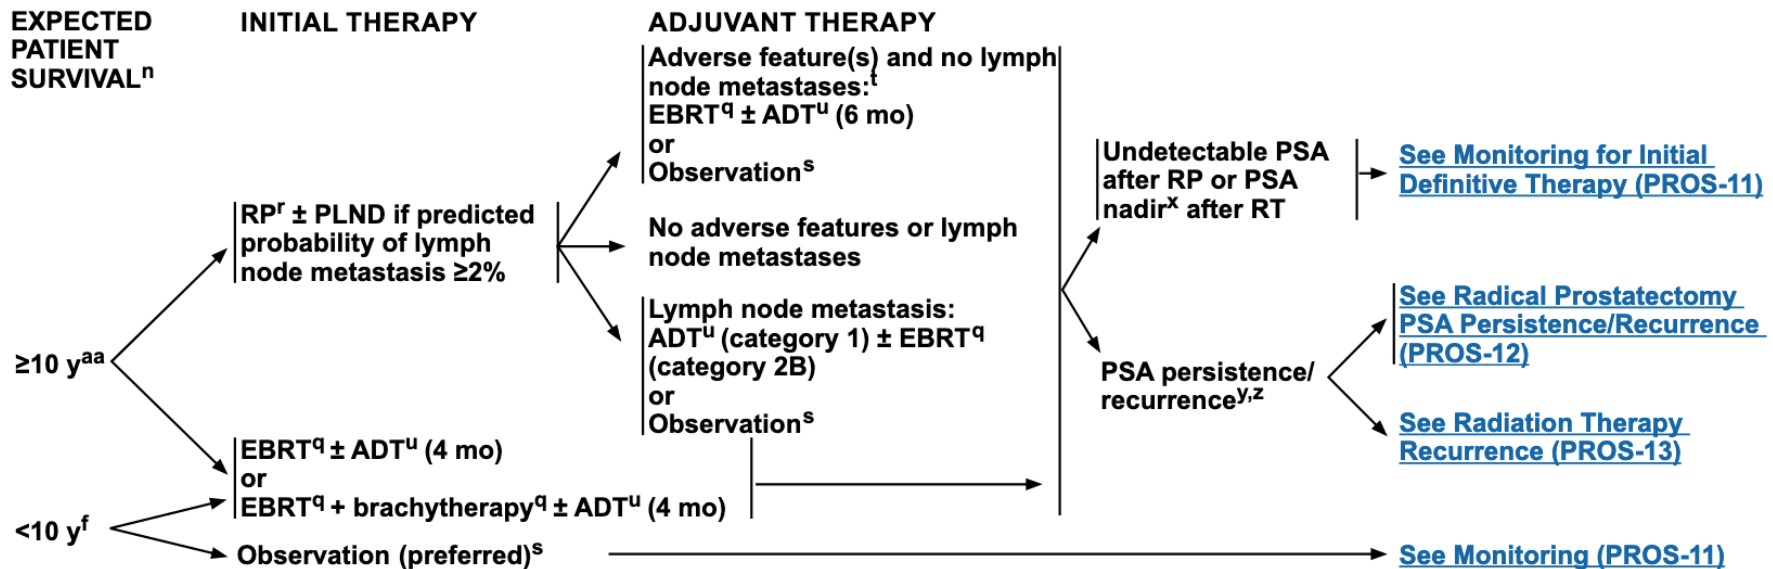 EXPECTED
PATIENT
SURVIVALⁿ
INITIAL THERAPY
ADJUVANT THERAPY
≥10 yᵃᵃ
<10 yᶠ
RPʳ ± PLND if predicted
probability of lymph
node metastasis ≥2%
EBRT^q ± ADTᵘ (4 mo)
or
EBRT^q + brachytherapy^q ± ADTᵘ (4 mo)
Observation (preferred)ˢ
Adverse feature(s) and no lymph
node metastases:ᵗ
EBRT^q ± ADTᵘ (6 mo)
or
Observationˢ
No adverse features or lymph
node metastases
Lymph node metastasis:
ADTᵘ (category 1) ± EBRT^q
(category 2B)
or
Observationˢ
Undetectable PSA
after RP or PSA
nadirˣ after RT
PSA persistence/
recurrenceʸ,ᶻ
See Monitoring for Initial
Definitive Therapy (PROS-11)
See Radical Prostatectomy
PSA Persistence/Recurrence
(PROS-12)
See Radiation Therapy
Recurrence (PROS-13)
See Monitoring (PROS-11)